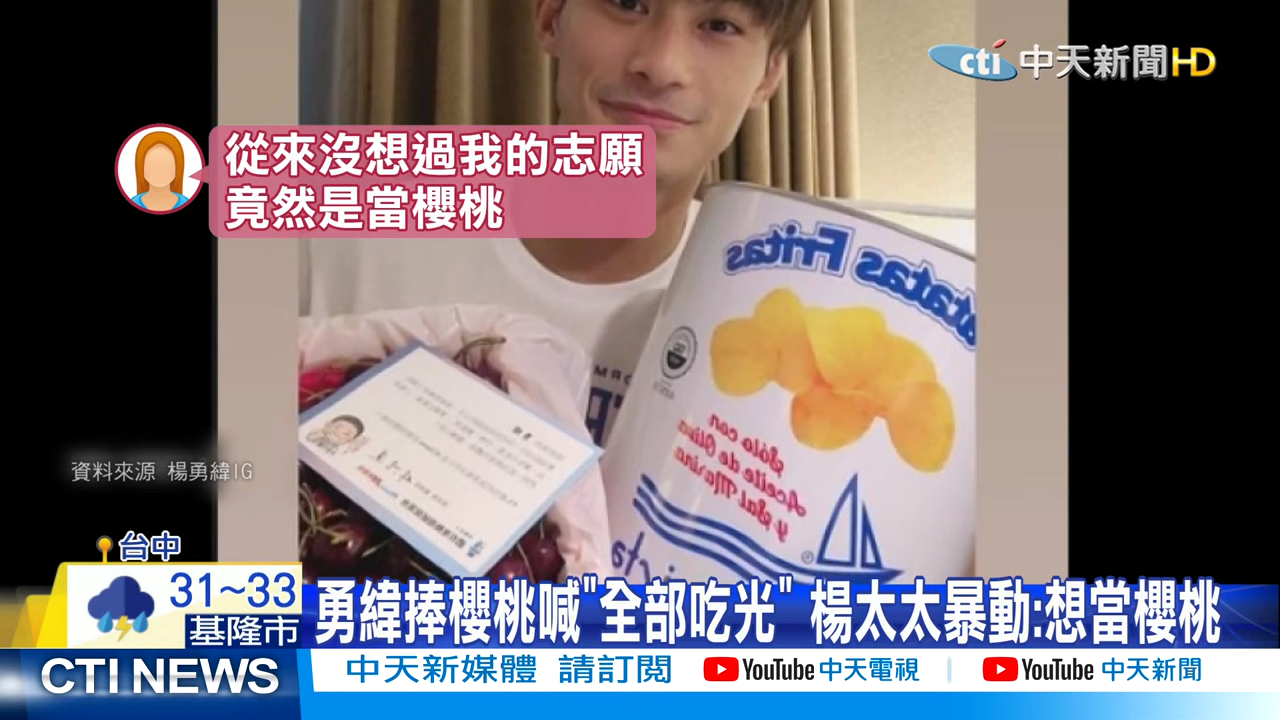 cti 中天新聞HD
從來沒想過我的志願
竟然是當櫻桃
Patatas Fritas
Sólo con
Aceite de Oliva
y Sal Marina
資料來源 楊勇緯IG
台中
31~33
基隆市
勇緯捧櫻桃喊"全部吃光" 楊太太暴動:想當櫻桃
CTI NEWS
中天新媒體 請訂閱 YouTube 中天電視 YouTube 中天新聞